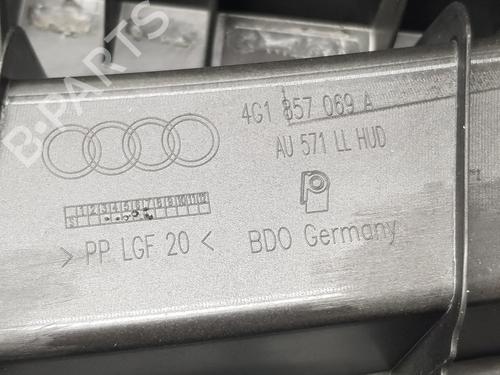 B-PARTS
4G1 857 069 A
AU 571 LL HUD
> PP LGF 20 <
BDO Germany